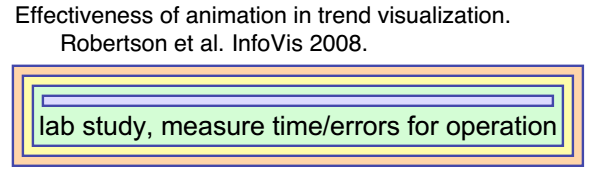 Effectiveness of animation in trend visualization.
Robertson et al. InfoVis 2008.
lab study, measure time/errors for operation